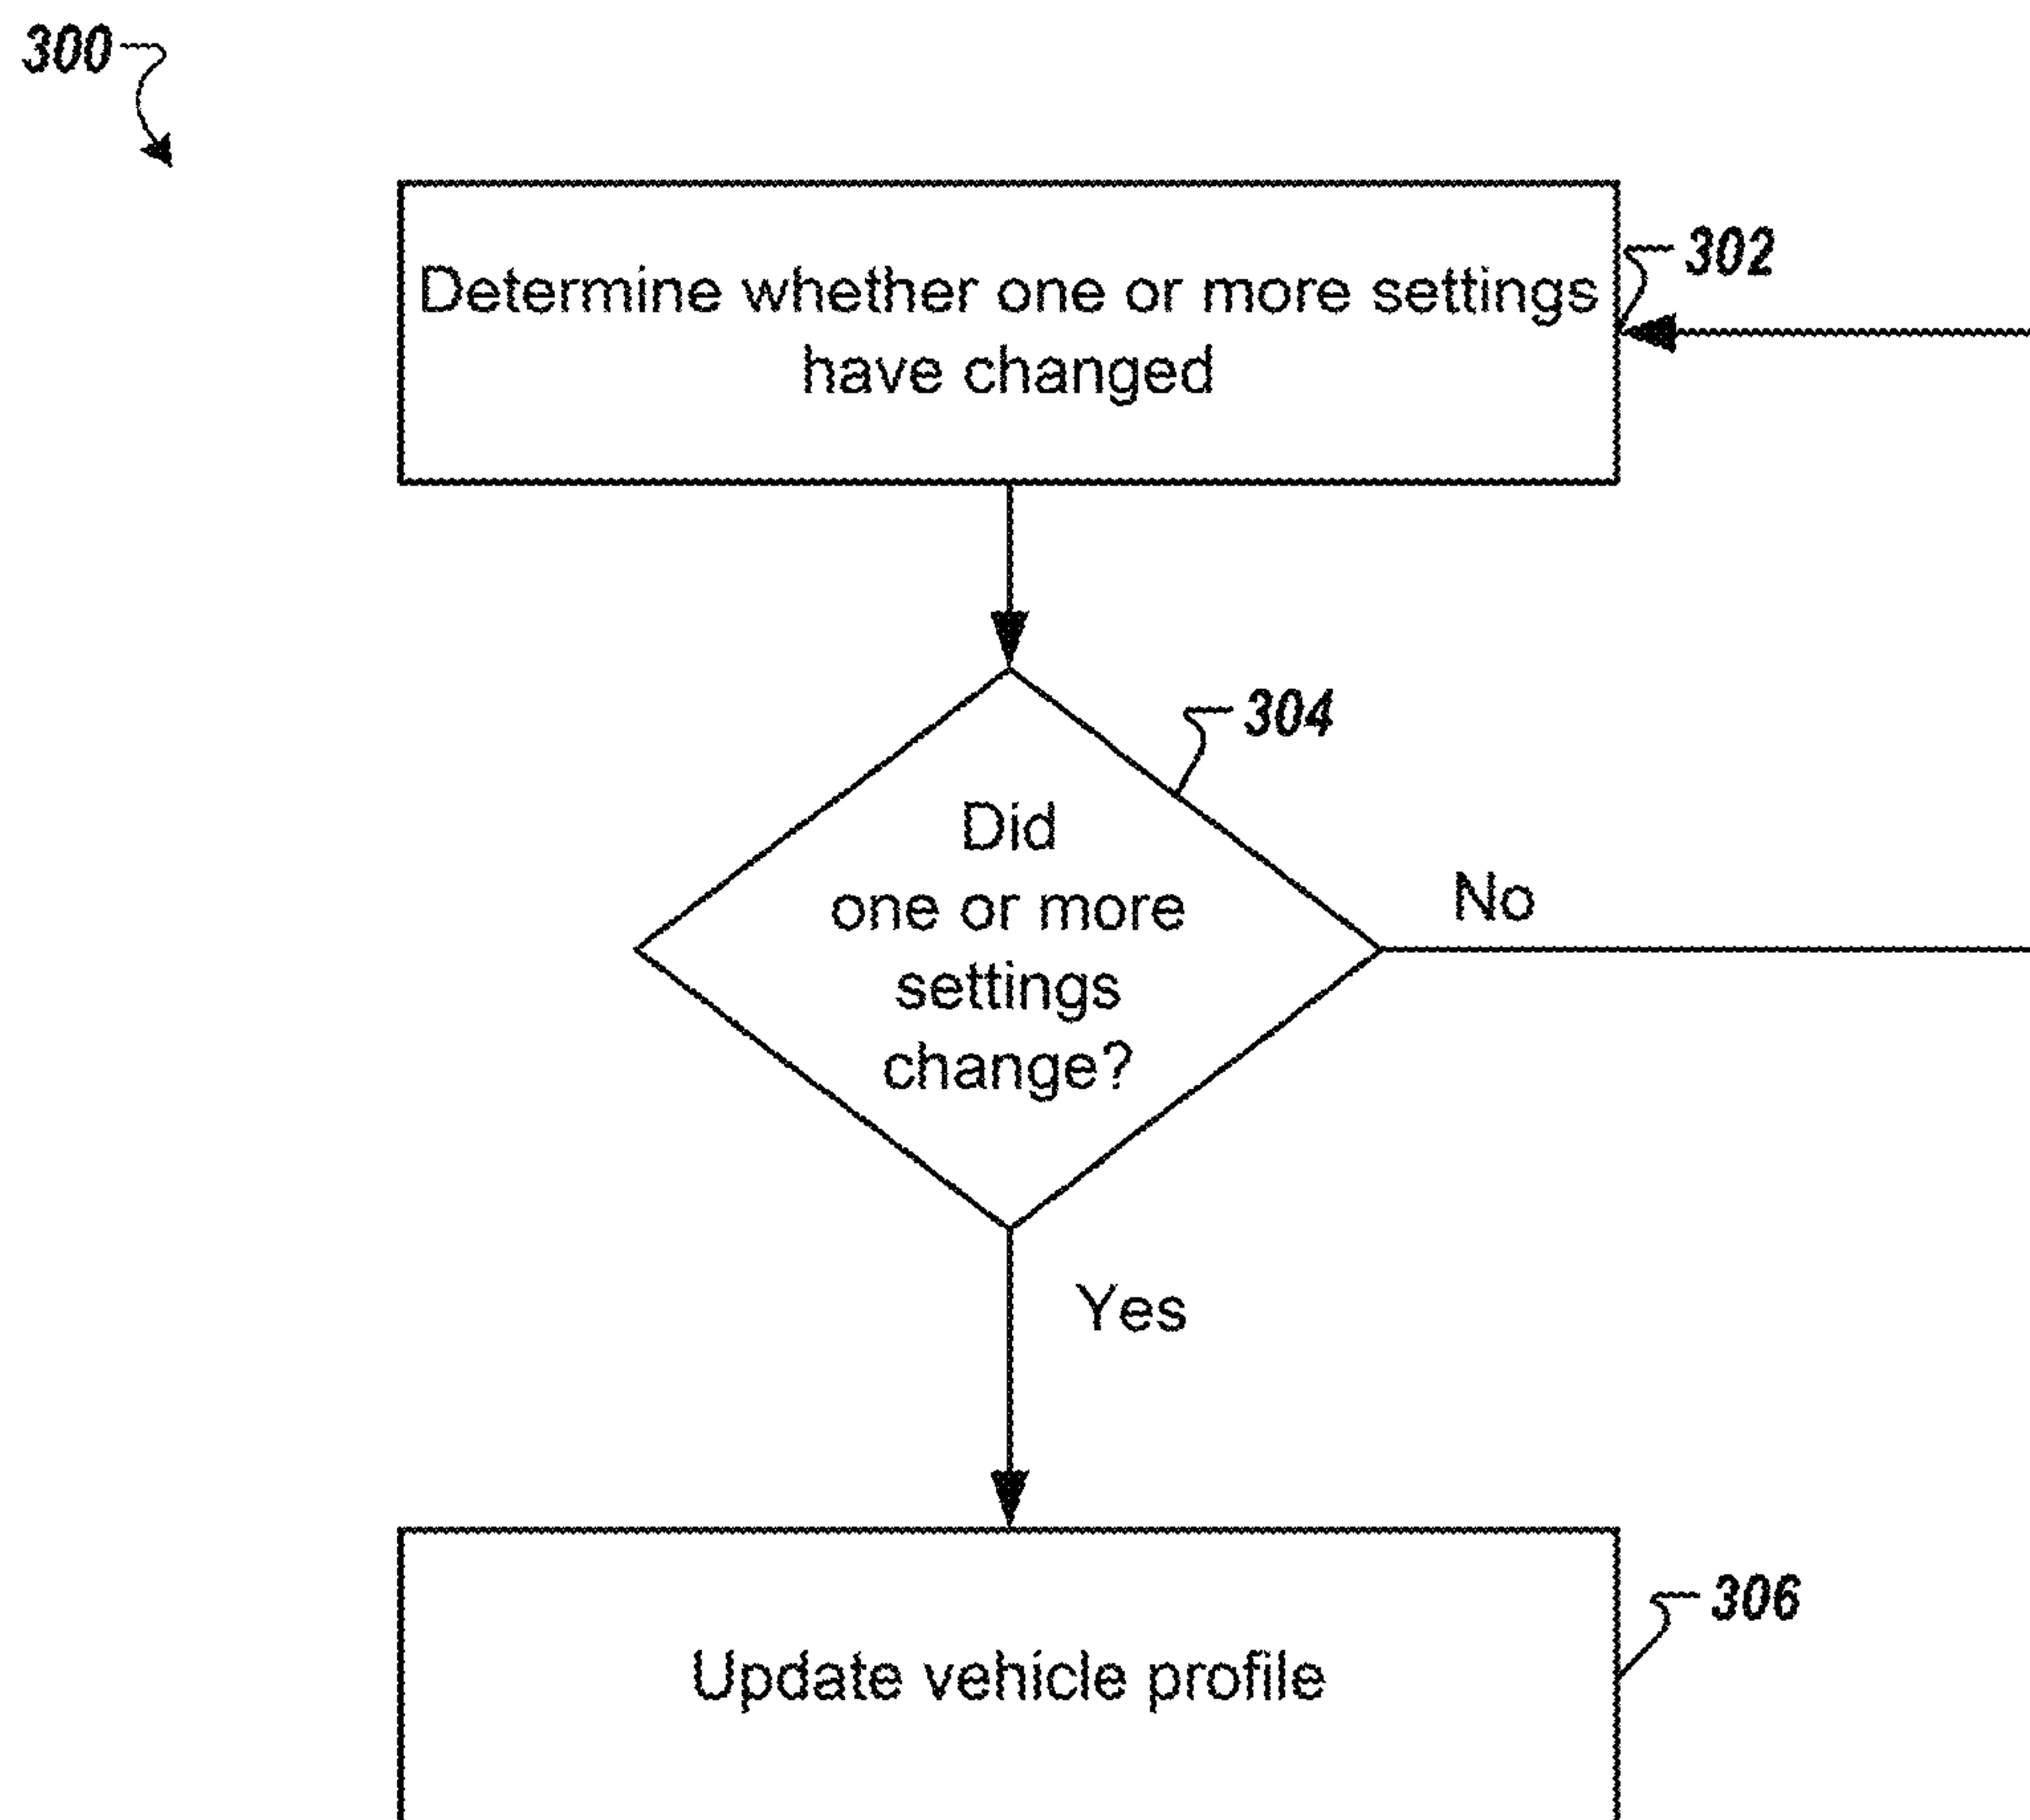 300
302
Determine whether one or more settings
have changed
304
Did
one or more
settings
change?
No
Yes
306
Update vehicle profile